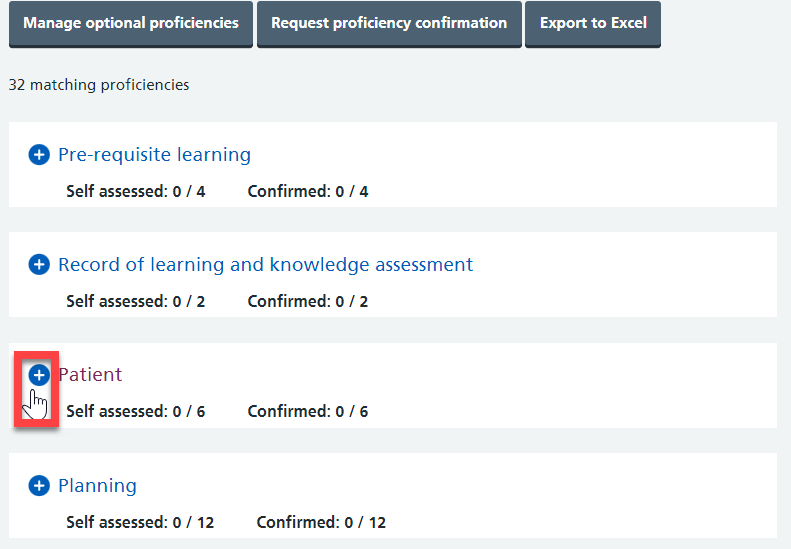 Manage optional proficiencies Request proficiency confirmation Export to Excel
32 matching proficiencies
Pre-requisite learning
Self assessed: 0 / 4 Confirmed: 0 / 4
Record of learning and knowledge assessment
Self assessed: 0 / 2 Confirmed: 0 / 2
Patient
Self assessed: 0 / 6 Confirmed: 0 / 6
Planning
Self assessed: 0 / 12 Confirmed: 0 / 12